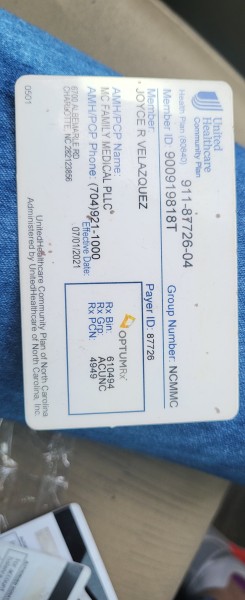 United
Healthcare
Community Plan
Health Plan (80840) 911-87726-04
Member ID: 900919818T Group Number: NCMMC
Member:
JOYCE R VELAZQUEZ
Payer ID: 87726
AMH/PCP Name:
MC FAMILY MEDICAL PLLC
AMH/PCP Phone: (704)921-1000
Effective Date:
07/01/2021
OPTUMRx
Rx Bin: 610494
Rx Grp: ACUNC
Rx PCN: 4949
6700 ALBEMARLE RD
CHARLOTTE, NC 282123856
0501
UnitedHealthcare Community Plan of North Carolina
Administered by UnitedHealthcare of North Carolina, Inc.